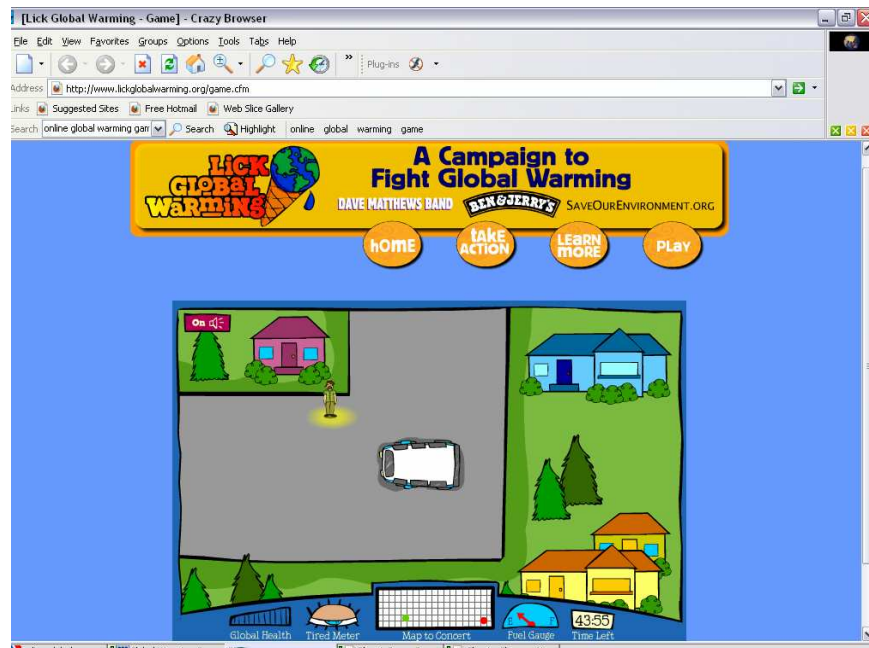 [Lick Global Warming - Game] - Crazy Browser
File Edit View Favorites Groups Options Tools Tabs Help
» Plug-ins
Address http://www.lickglobalwarming.org/game.cfm
Links Suggested Sites Free Hotmail Web Slice Gallery
Search online global warming gam Search Highlight online global warming game
LiCK GLOBAL WARMiNG
A Campaign to
Fight Global Warming
DAVE MATTHEWS BAND BEN & JERRY'S SAVEOURENVIRONMENT.ORG
HOME TAKE ACTION LEARN MORE PLAY
On
E F 43:55
Global Health Tired Meter Map to Concert Fuel Gauge Time Left